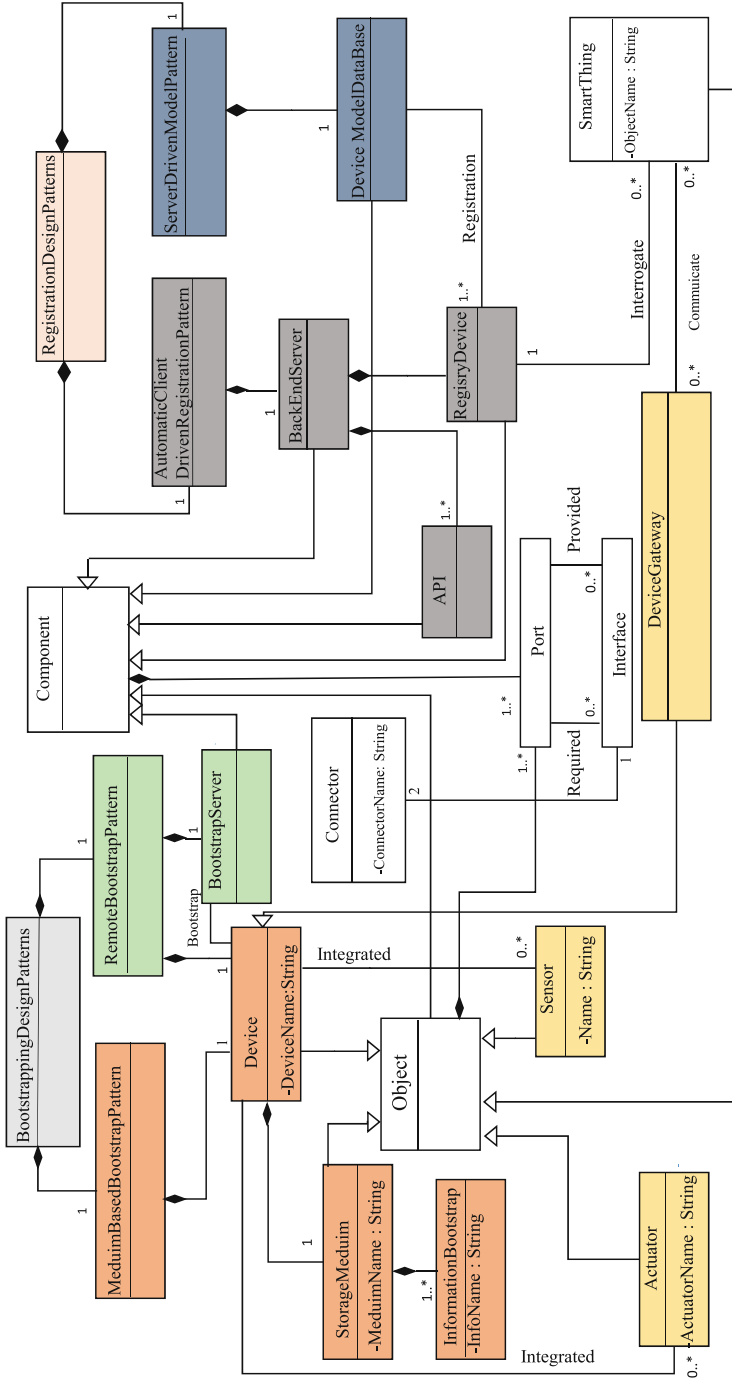 BootstrappingDesignPatterns
RegistrationDesignPatterns
1
1
1
1
MeduimBasedBootstrapPattern
RemoteBootstrapPattern
Component
AutomaticClient
DrivenRegistrationPattern
ServerDrivenModelPattern
1
1
1
Bootstrap
Device
-DeviceName:String
BootstrapServer
1
BackEndServer
1
Device ModelDataBase
1
StorageMeduim
-MeduimName : String
1
Integrated
Connector
-ConnectorName: String
2
InformationBootstrap
-InfoName : String
1..*
Object
API
1..*
RegisryDevice
1..*
Registration
1..*
1..*
Port
1
Integrated
Sensor
-Name : String
0..*
Required
0..*
Provided
0..*
Interface
1
Interrogate
0..*
SmartThing
-ObjectName : String
Actuator
-ActuatorName : String
0..*
DeviceGateway
0..*
Commuicate
0..*